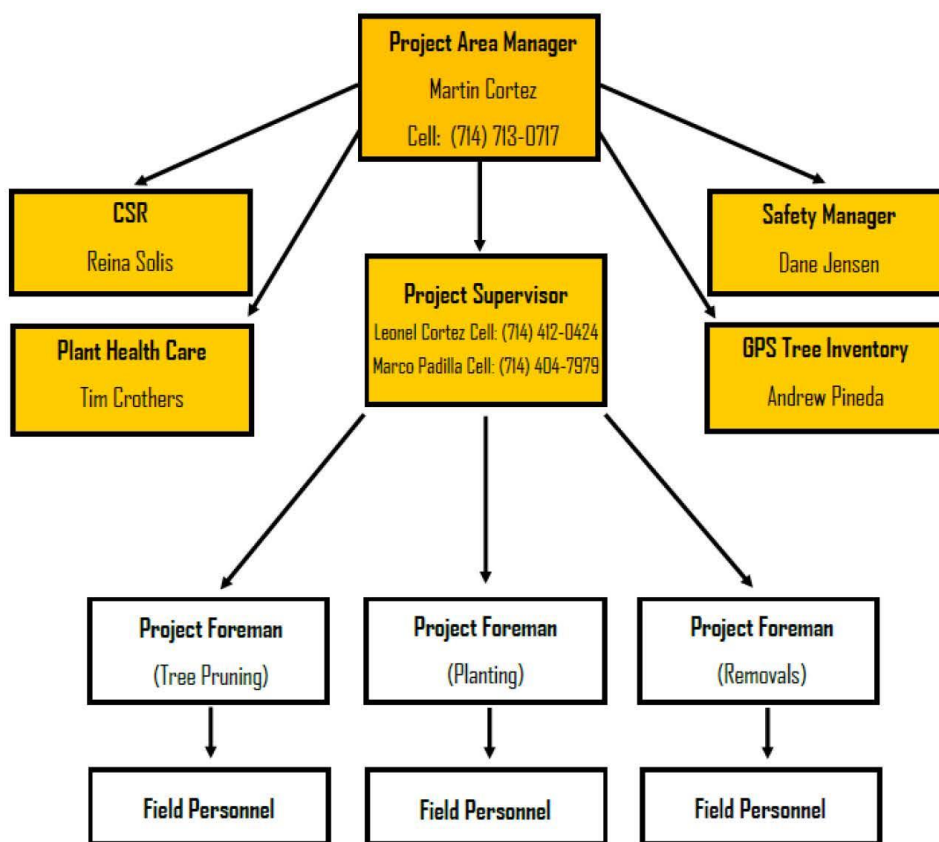 Project Area Manager
Martin Cortez
Cell: (714) 713-0717
CSR
Reina Solis
Safety Manager
Dane Jensen
Project Supervisor
Leonel Cortez Cell: (714) 412-0424
Marco Padilla Cell: (714) 404-7979
Plant Health Care
Tim Crothers
GPS Tree Inventory
Andrew Pineda
Project Foreman
(Tree Pruning)
Project Foreman
(Planting)
Project Foreman
(Removals)
Field Personnel
Field Personnel
Field Personnel